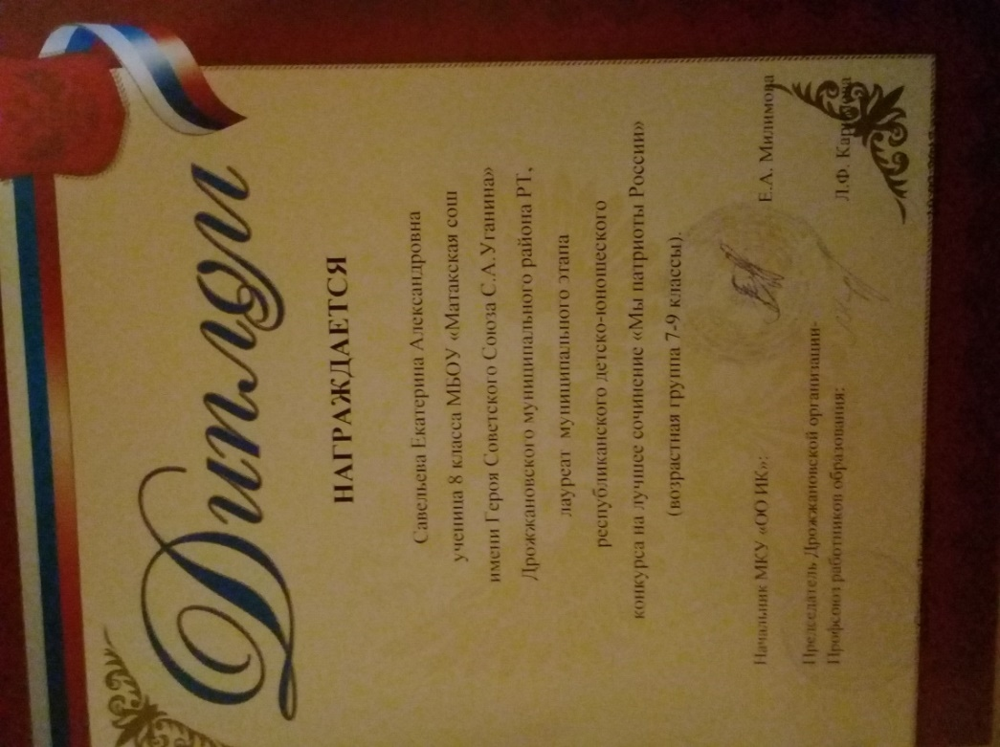 Диплом
НАГРАЖДАЕТСЯ
Савельева Екатерина Александровна
ученица 8 класса МБОУ «Матакская сош
имени Героя Советского Союза С.А.Уганина»
Дрожжановского муниципального района РТ,
лауреат муниципального этапа
республиканского детско-юношеского
конкурса на лучшее сочинение «Мы патриоты России»
(возрастная группа 7-9 классы).
Начальник МКУ «ОО ИК»: Е.А. Милимова
Председатель Дрожжановской организации-
Профсоюз работников образования: Л.Ф.